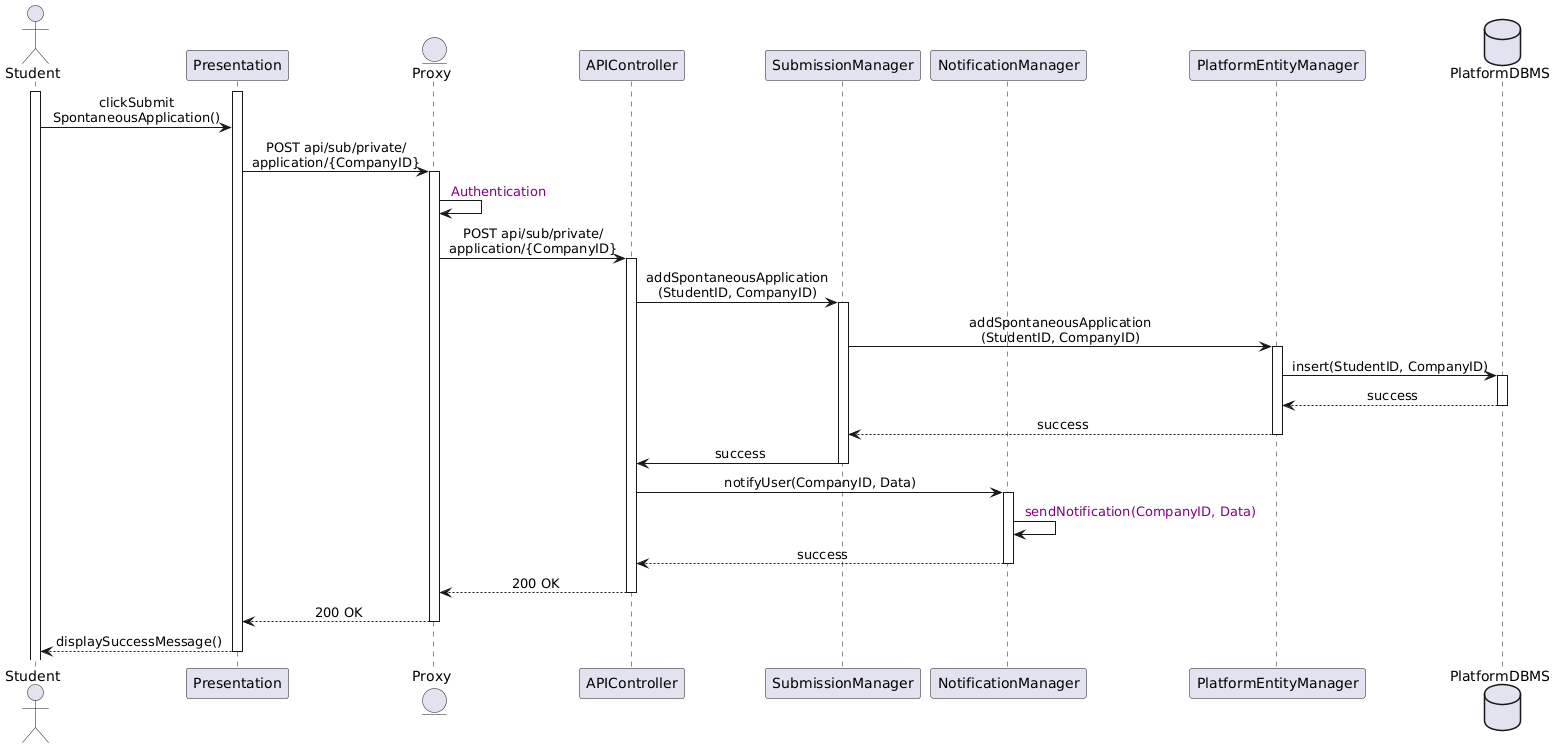 Student
Presentation
Proxy
APIController
SubmissionManager
NotificationManager
PlatformEntityManager
PlatformDBMS
clickSubmit
SpontaneousApplication()
POST api/sub/private/
application/{CompanyID}
Authentication
POST api/sub/private/
application/{CompanyID}
addSpontaneousApplication
(StudentID, CompanyID)
addSpontaneousApplication
(StudentID, CompanyID)
insert(StudentID, CompanyID)
success
success
success
notifyUser(CompanyID, Data)
sendNotification(CompanyID, Data)
success
200 OK
200 OK
displaySuccessMessage()
Student
Presentation
Proxy
APIController
SubmissionManager
NotificationManager
PlatformEntityManager
PlatformDBMS